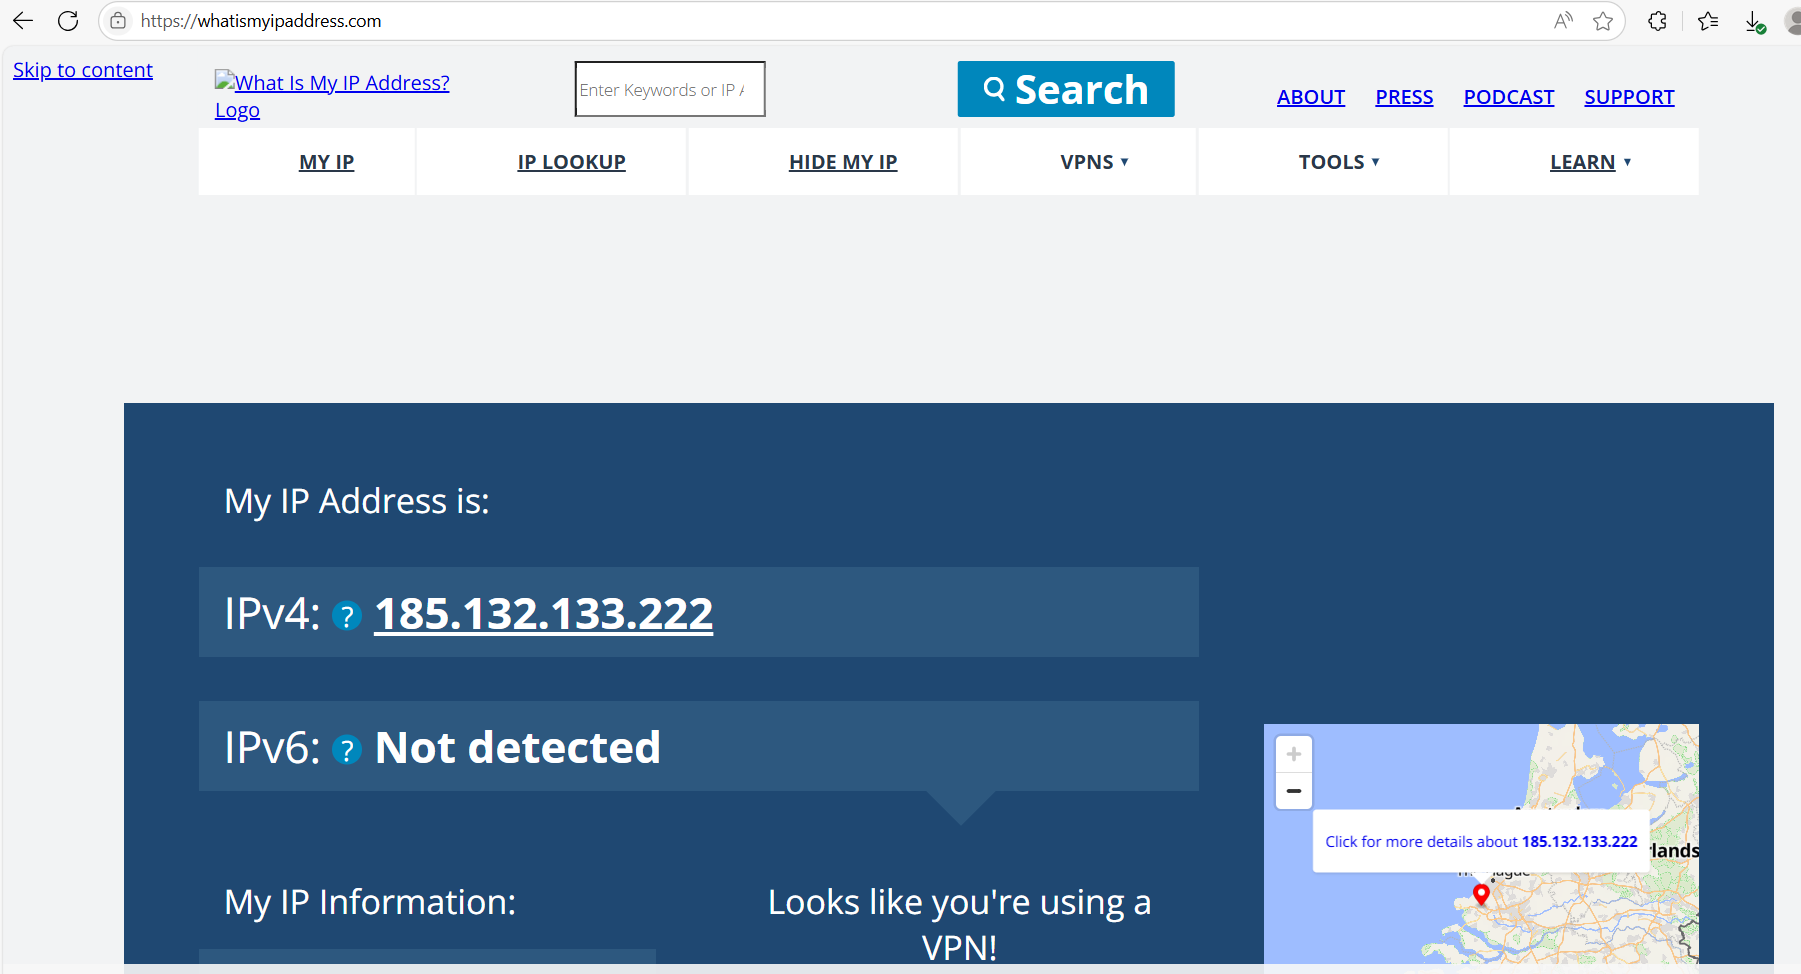 https://whatismyipaddress.com
Skip to content
What Is My IP Address?
Logo
Enter Keywords or IP
Search
ABOUT PRESS PODCAST SUPPORT
MY IP IP LOOKUP HIDE MY IP VPNS ▼ TOOLS ▼ LEARN ▼
My IP Address is:
IPv4: ? 185.132.133.222
IPv6: ? Not detected
+
−
Click for more details about 185.132.133.222
My IP Information:
Looks like you're using a
VPN!